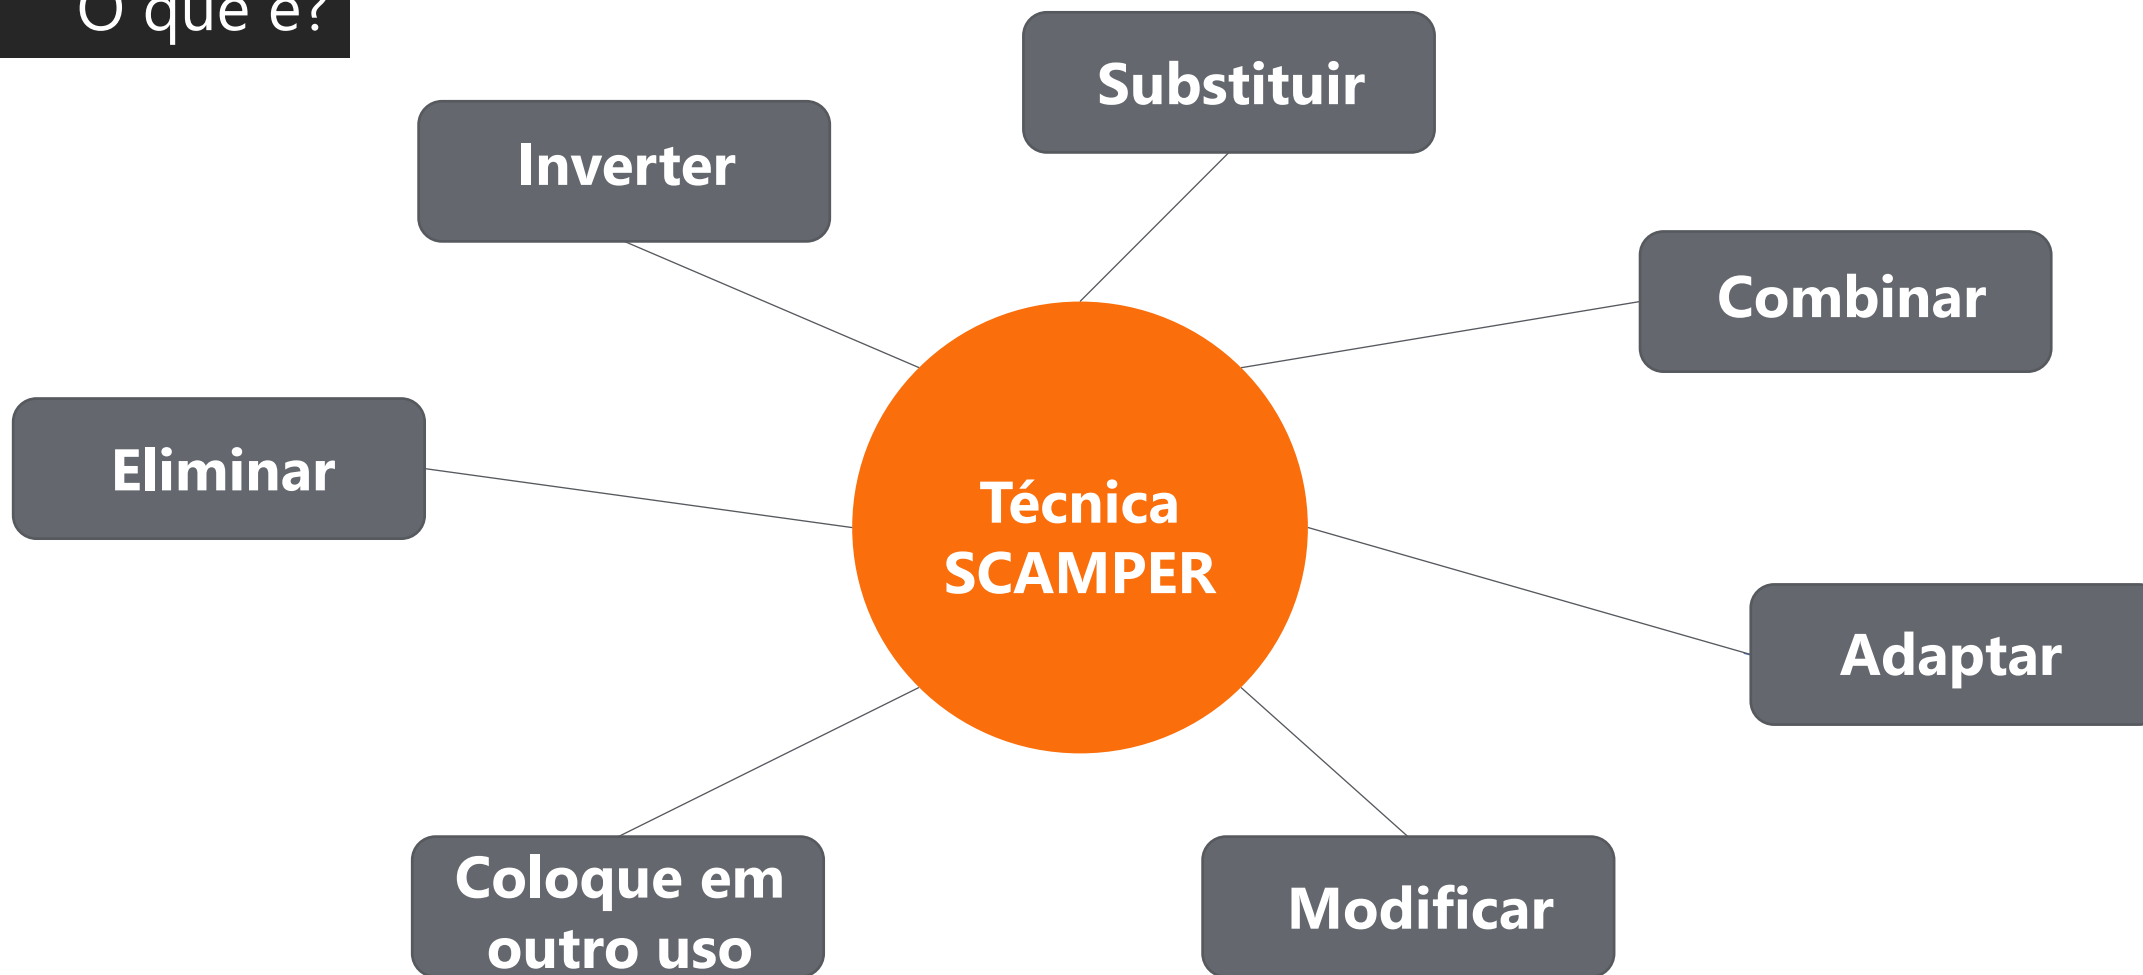 O que é?
Substituir
Inverter
Combinar
Eliminar
Técnica
SCAMPER
Adaptar
Coloque em
outro uso
Modificar